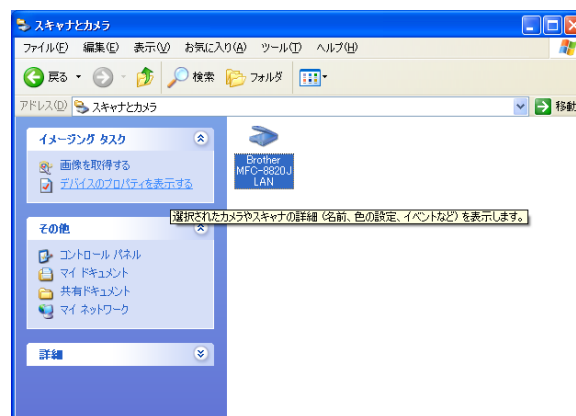 スキャナとカメラ
ファイル(F) 編集(E) 表示(V) お気に入り(A) ツール(T) ヘルプ(H)
戻る 検索 フォルダ
アドレス(D) スキャナとカメラ 移動
イメージング タスク
画像を取得する
デバイスのプロパティを表示する
Brother
MFC-8820J
LAN
選択されたカメラやスキャナの詳細 (名前、色の設定、イベントなど) を表示します。
その他
コントロール パネル
マイ ドキュメント
共有ドキュメント
マイ ネットワーク
詳細